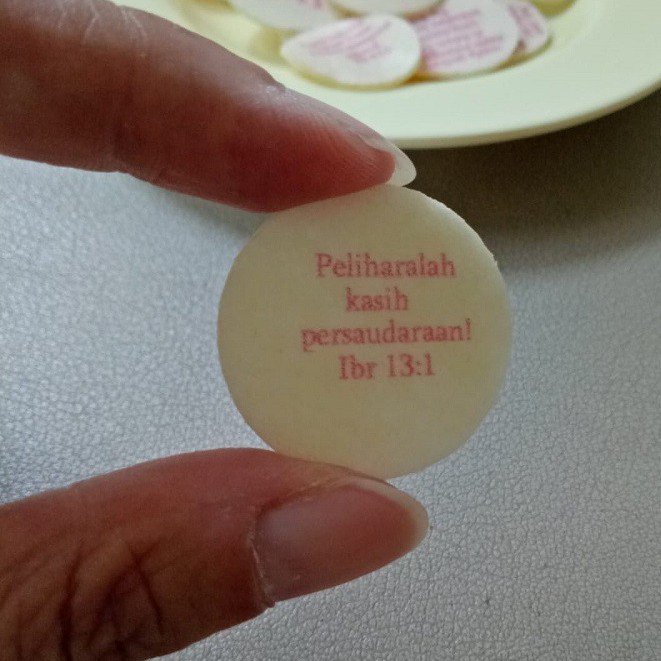 Peliharalah
kasih
persaudaraan!
Ibr 13:1